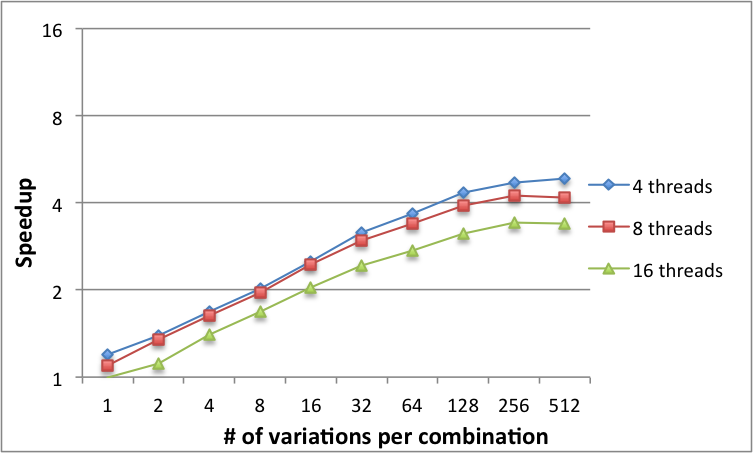 16
8
4
2
1
Speedup
1 2 4 8 16 32 64 128 256 512
# of variations per combination
4 threads
8 threads
16 threads